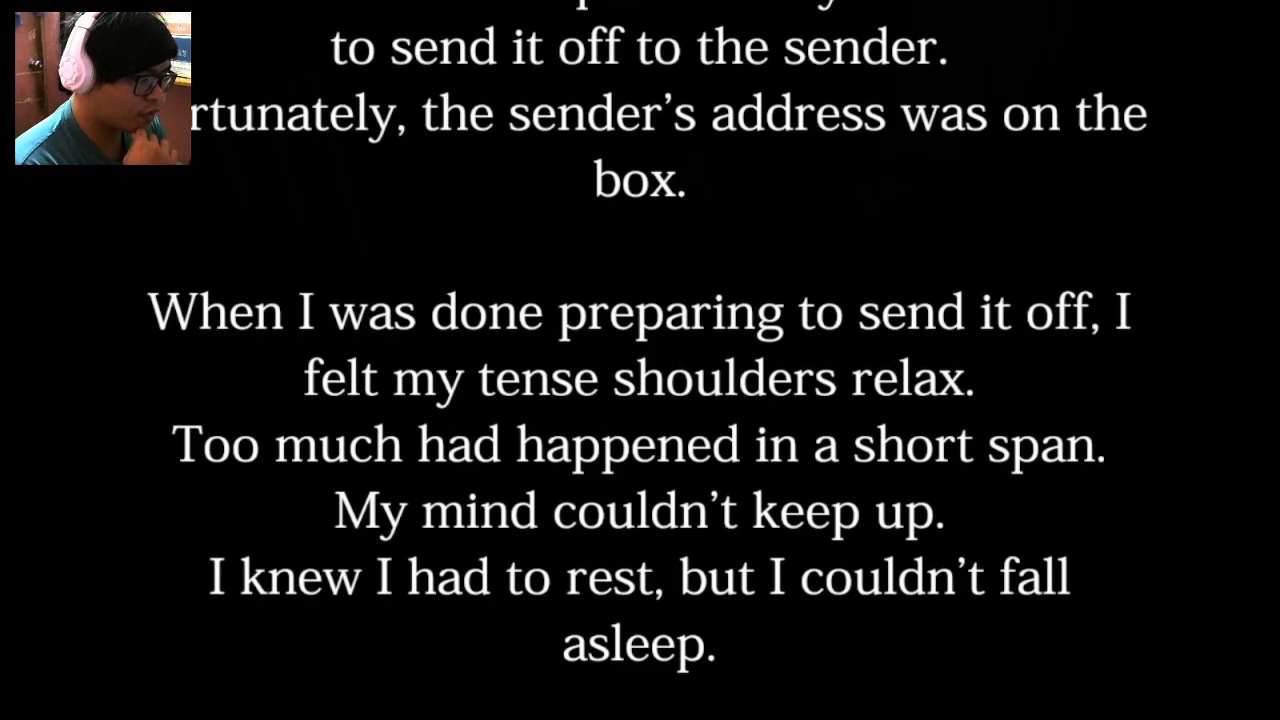 to send it off to the sender.
rtunately, the sender's address was on the
box.
When I was done preparing to send it off, I
felt my tense shoulders relax.
Too much had happened in a short span.
My mind couldn't keep up.
I knew I had to rest, but I couldn't fall
asleep.